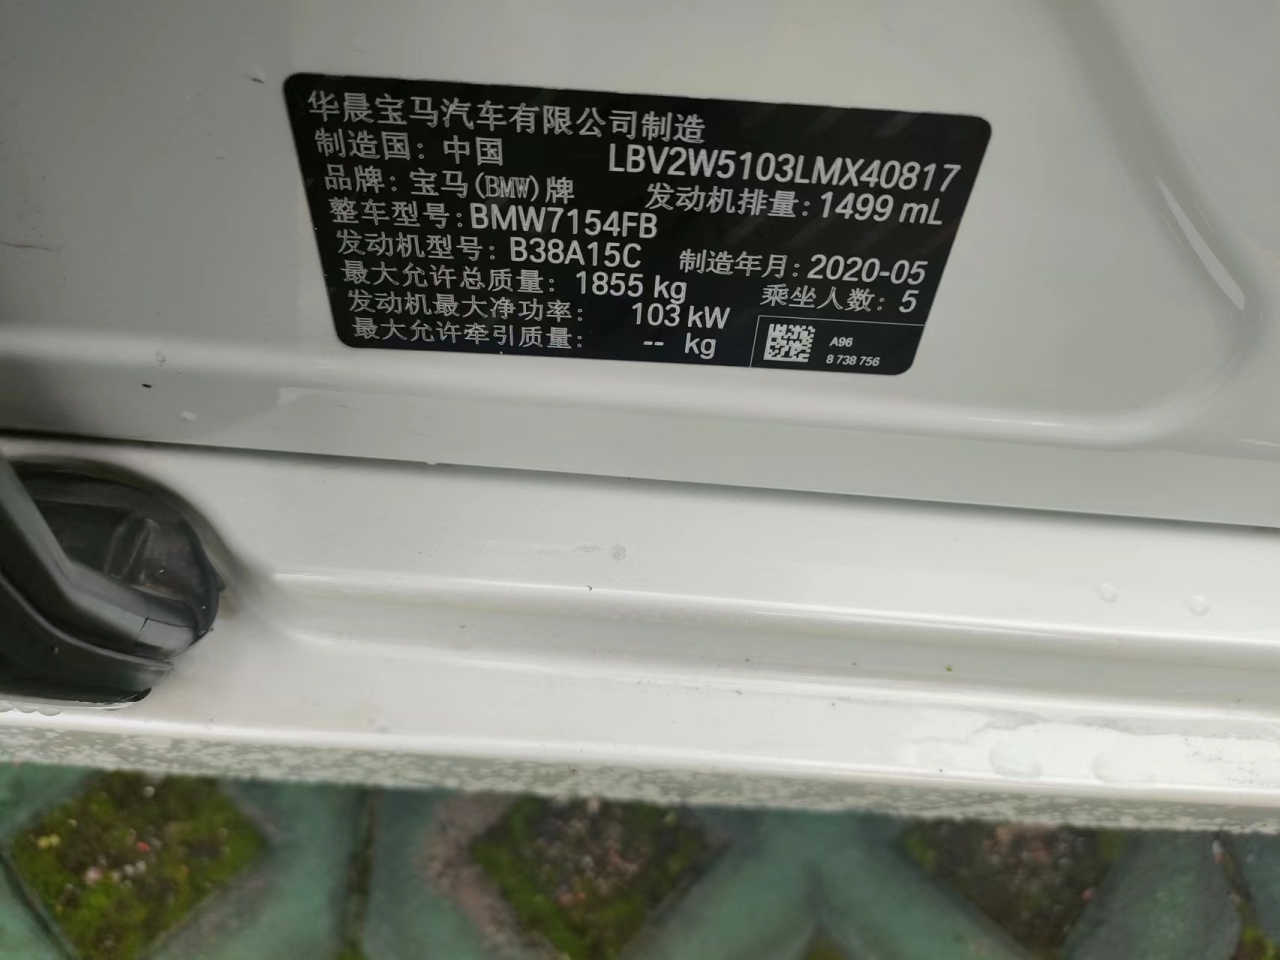 华晨宝马汽车有限公司制造
制造国：中国
LBV2W5103LMX40817
品牌：宝马(BMW)牌
发动机排量：1499 mL
整车型号：BMW7154FB
发动机型号：B38A15C
制造年月：2020-05
最大允许总质量：1855 kg
乘坐人数：5
发动机最大净功率：103 kW
最大允许牵引质量：-- kg
A96
8 738 756